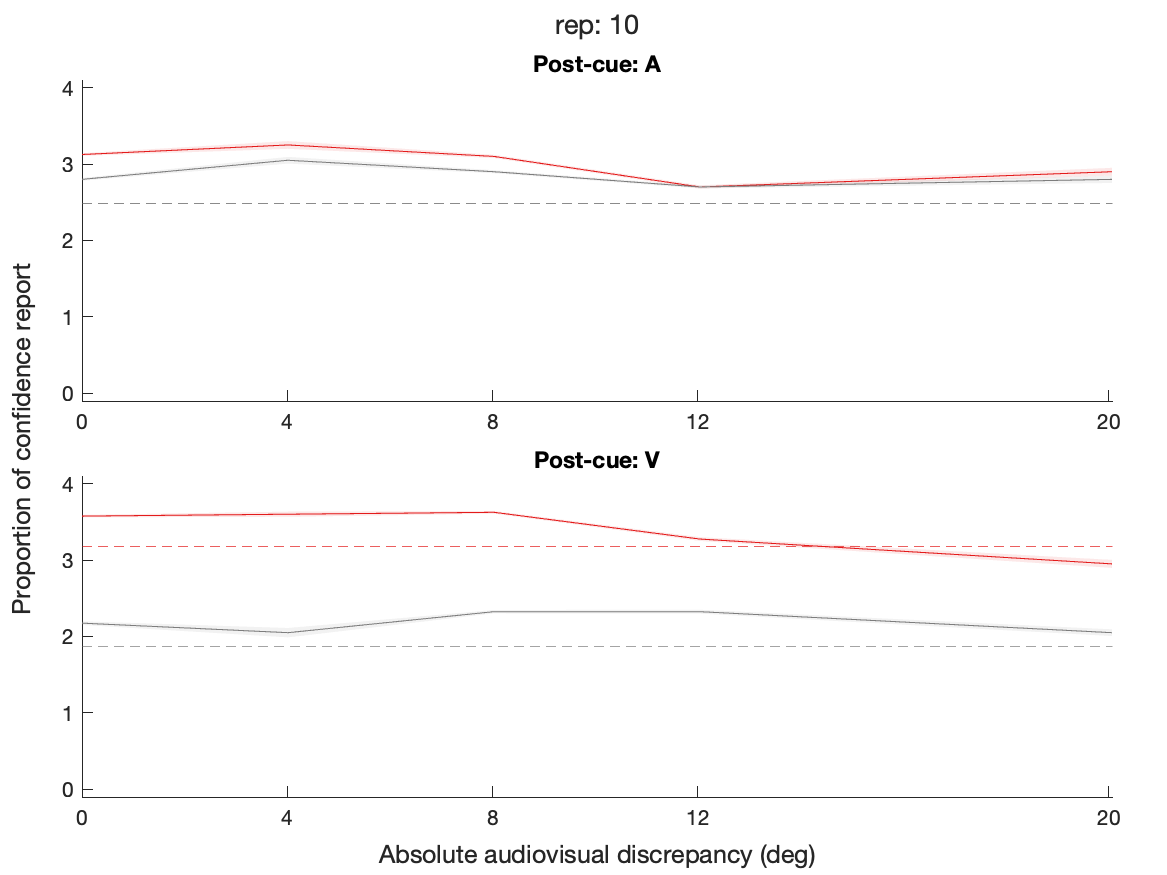 rep: 10
Post-cue: A
4
3
2
1
0
0 4 8 12 20
Proportion of confidence report
Post-cue: V
4
3
2
1
0
0 4 8 12 20
Absolute audiovisual discrepancy (deg)